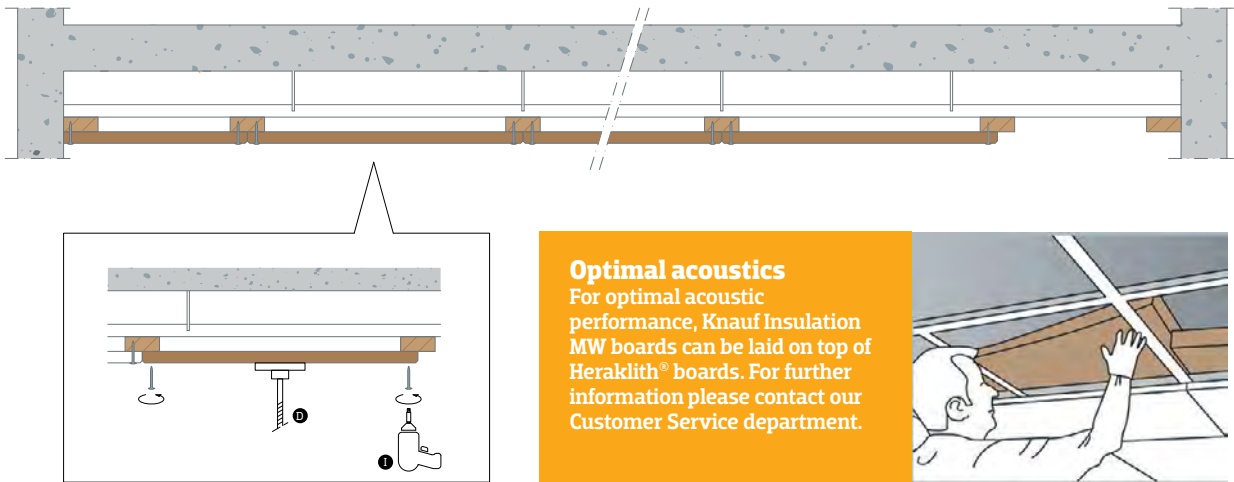 D
I
Optimal acoustics
For optimal acoustic
performance, Knauf Insulation
MW boards can be laid on top of
Heraklith® boards. For further
information please contact our
Customer Service department.